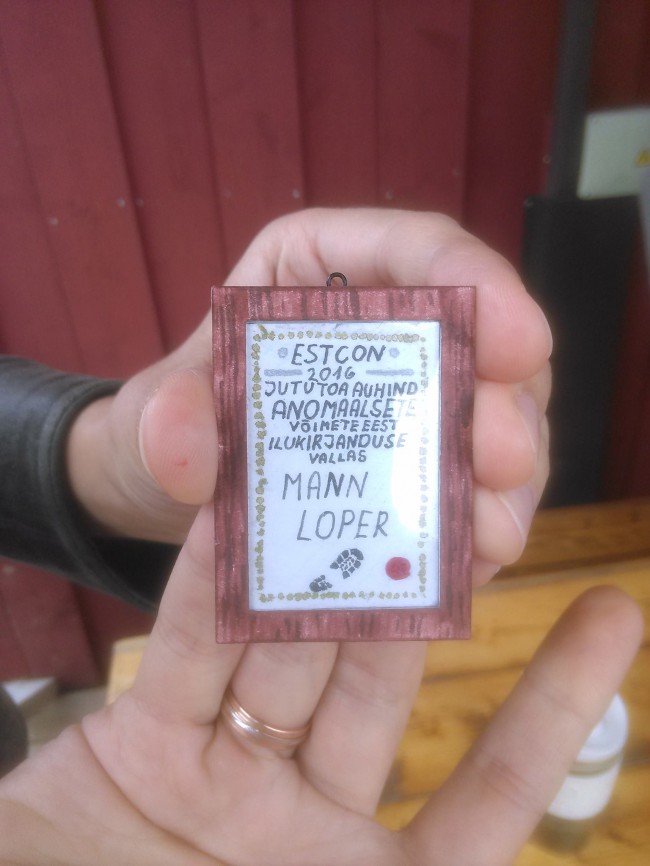 ESTCON
2016
JUTUTOA AUHIND
ANOMAALSETE
VÕIMETE EEST
ILUKIRJANDUSE
VALLAS
MANN
LOPER